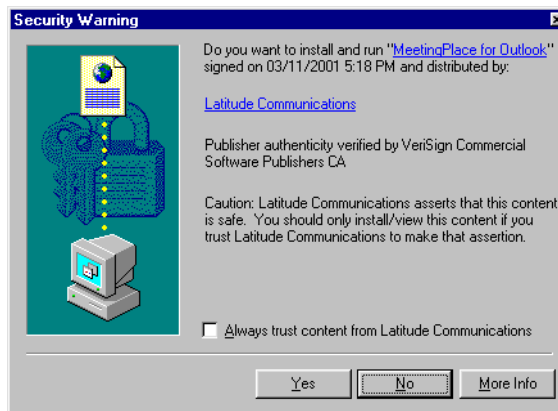 Security Warning
Do you want to install and run "MeetingPlace for Outlook"
signed on 03/11/2001 5:18 PM and distributed by:
Latitude Communications
Publisher authenticity verified by VeriSign Commercial
Software Publishers CA
Caution: Latitude Communications asserts that this content
is safe. You should only install/view this content if you
trust Latitude Communications to make that assertion.
Always trust content from Latitude Communications
Yes No More Info